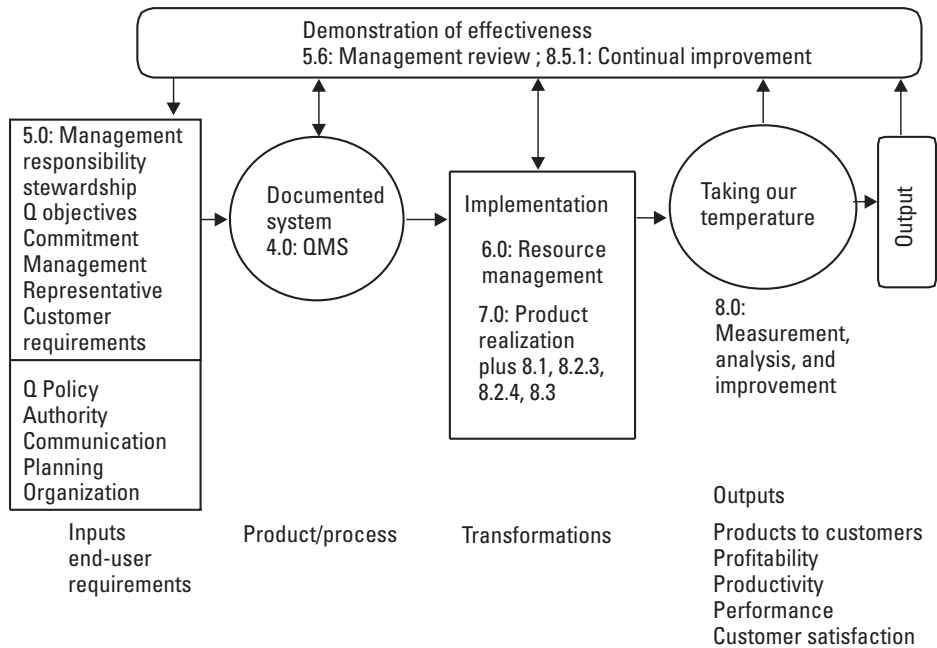 Demonstration of effectiveness
5.6: Management review ; 8.5.1: Continual improvement
5.0: Management
responsibility
stewardship
Q objectives
Commitment
Management
Representative
Customer
requirements
Q Policy
Authority
Communication
Planning
Organization
Inputs
end-user
requirements
Documented
system
4.0: QMS
Product/process
Implementation
6.0: Resource
management
7.0: Product
realization
plus 8.1, 8.2.3,
8.2.4, 8.3
Transformations
Taking our
temperature
8.0:
Measurement,
analysis, and
improvement
Output
Outputs
Products to customers
Profitability
Productivity
Performance
Customer satisfaction